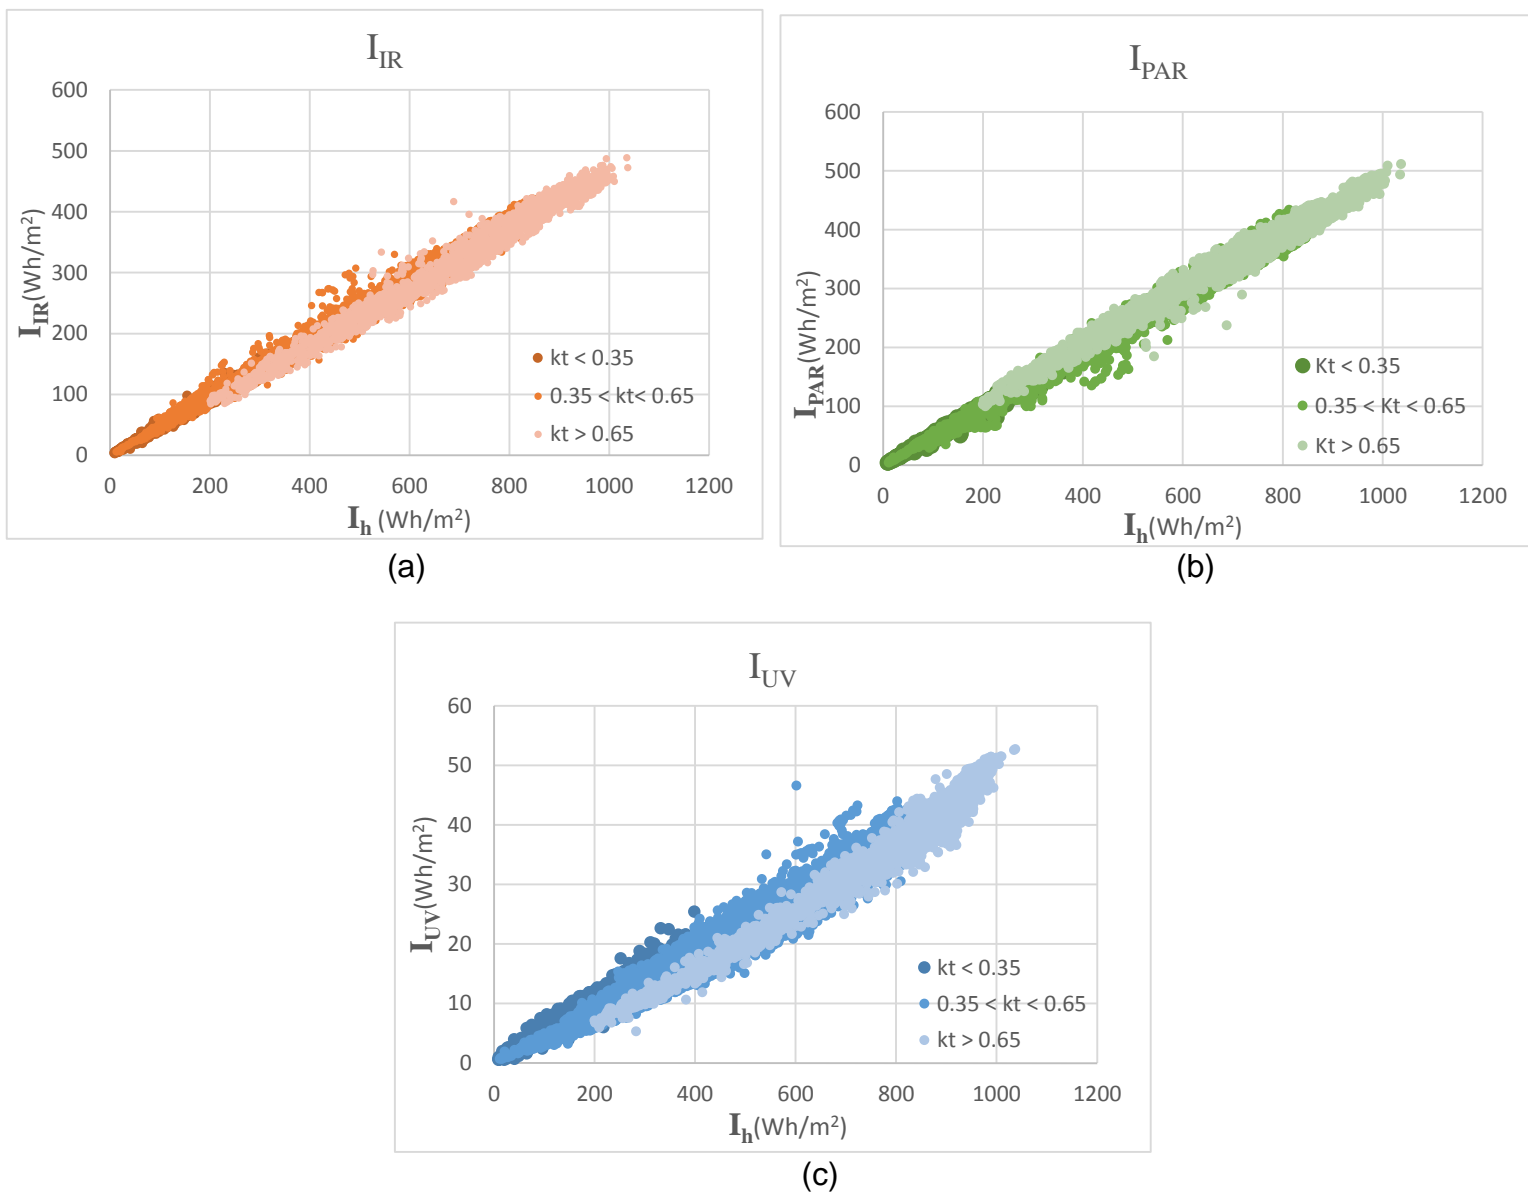 I_IR
600
500
400
300
200
100
0
I_IR(Wh/m²)
kt < 0.35
0.35 < kt< 0.65
kt > 0.65
0 200 400 600 800 1000 1200
I_h (Wh/m²)
(a)
I_PAR
600
500
400
300
200
100
0
I_PAR(Wh/m²)
Kt < 0.35
0.35 < Kt < 0.65
Kt > 0.65
0 200 400 600 800 1000 1200
I_h(Wh/m²)
(b)
I_UV
60
50
40
30
20
10
0
I_UV(Wh/m²)
kt < 0.35
0.35 < kt < 0.65
kt > 0.65
0 200 400 600 800 1000 1200
I_h(Wh/m²)
(c)